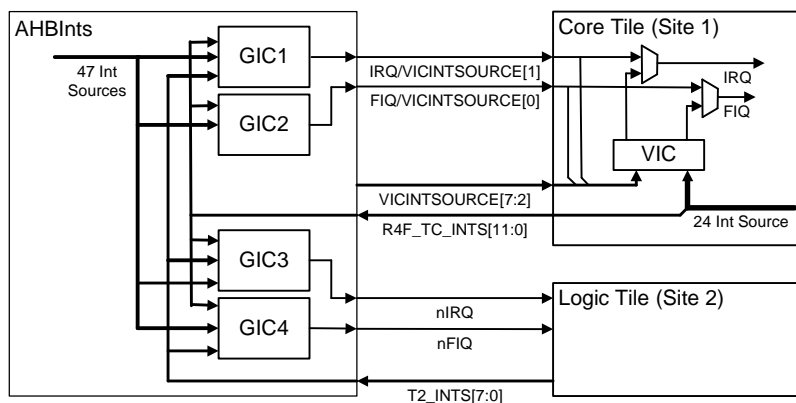 AHBInts
Core Tile (Site 1)
GIC1
47 Int
Sources
IRQ/VICINTSOURCE[1]
IRQ
GIC2
FIQ/VICINTSOURCE[0]
FIQ
VIC
VICINTSOURCE[7:2]
R4F_TC_INTS[11:0]
24 Int Source
GIC3
GIC4
nIRQ
nFIQ
Logic Tile (Site 2)
T2_INTS[7:0]